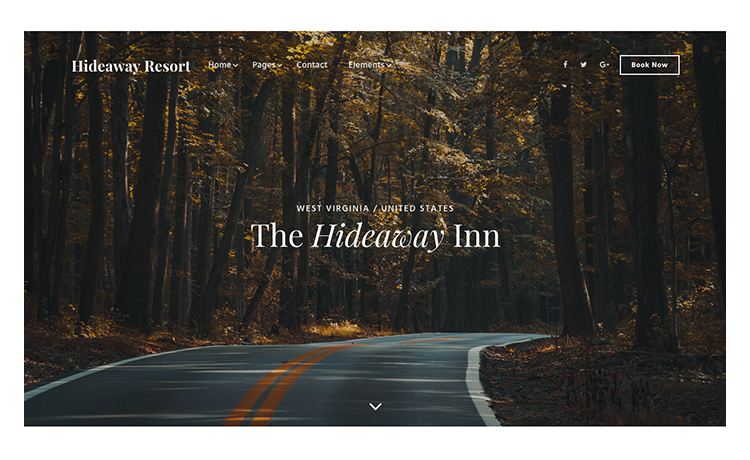 Hideaway Resort Home Pages Contact Elements f G+ Book Now
WEST VIRGINIA / UNITED STATES
The Hideaway Inn